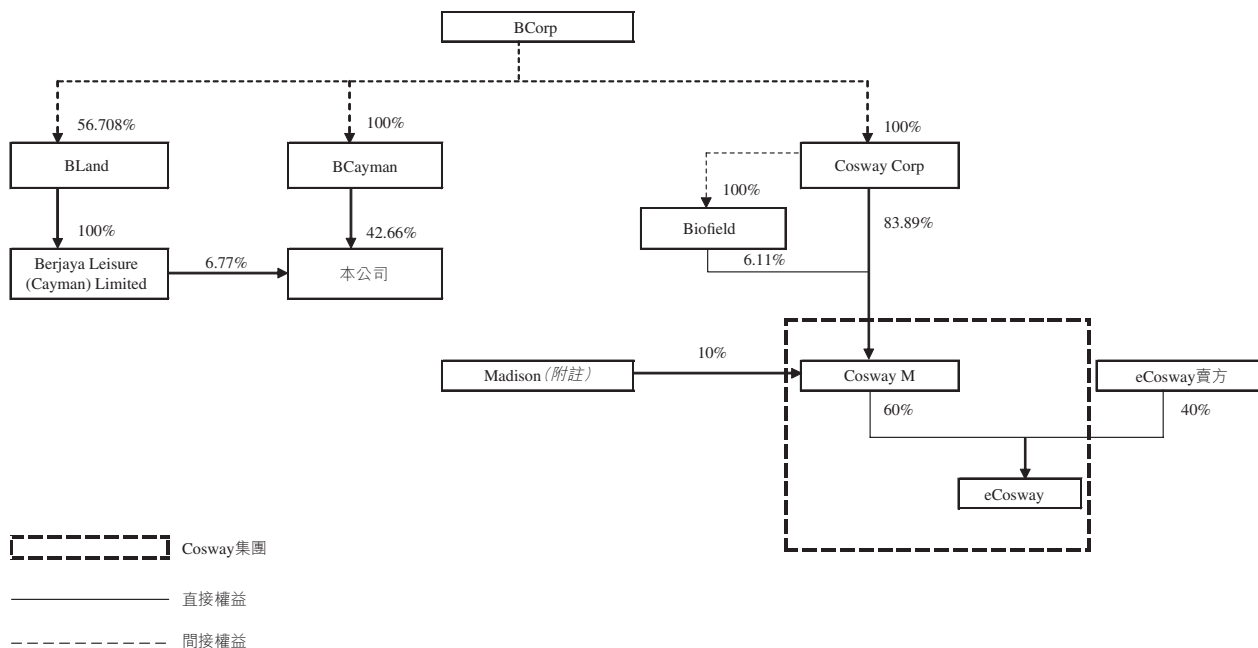 BCorp
56.708%
100%
100%
BLand
BCayman
Cosway Corp
100%
Biofield
83.89%
100%
42.66%
6.11%
Berjaya Leisure
(Cayman) Limited
6.77%
本公司
10%
Madison（附註）
Cosway M
eCosway賣方
60%
40%
eCosway
Cosway集團
直接權益
間接權益